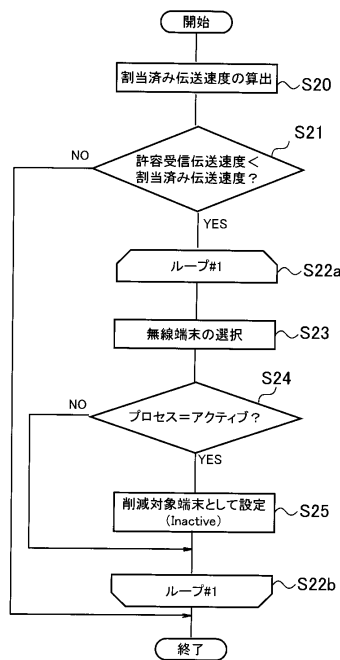 開始
割当済み伝送速度の算出
S20
S21
NO
許容受信伝送速度<
割当済み伝送速度?
YES
ループ#1
S22a
無線端末の選択
S23
S24
NO
プロセス=アクティブ?
YES
削減対象端末として設定
(Inactive)
S25
ループ#1
S22b
終了